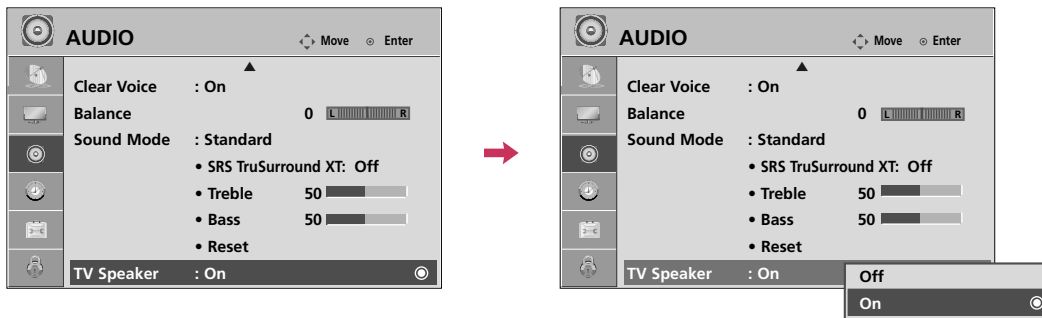 AUDIO Move Enter
Clear Voice : On
Balance 0 L R
Sound Mode : Standard
• SRS TruSurround XT: Off
• Treble 50
• Bass 50
• Reset
TV Speaker : On
AUDIO Move Enter
Clear Voice : On
Balance 0 L R
Sound Mode : Standard
• SRS TruSurround XT: Off
• Treble 50
• Bass 50
• Reset
TV Speaker : On
Off
On